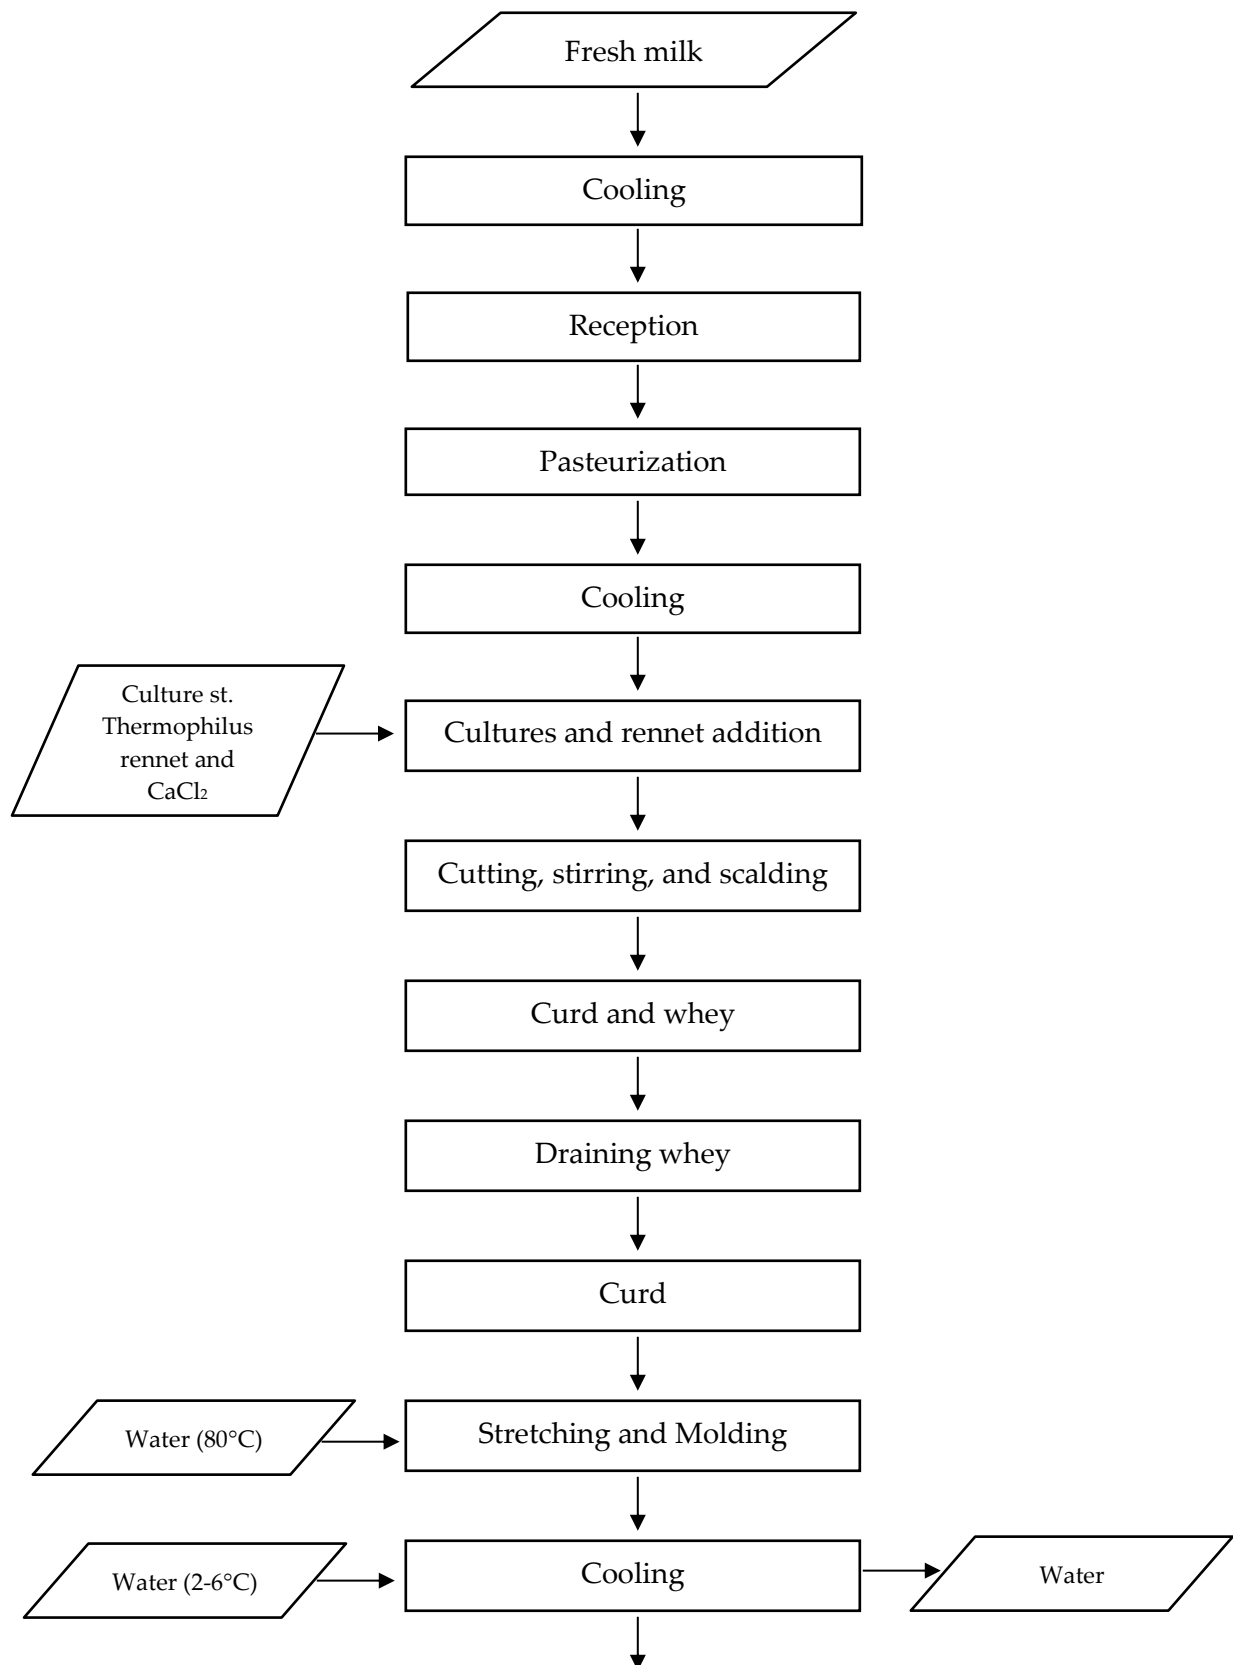 Fresh milk
Cooling
Reception
Pasteurization
Cooling
Culture st.
Thermophilus
rennet and
CaCl₂
Cultures and rennet addition
Cutting, stirring, and scalding
Curd and whey
Draining whey
Curd
Water (80°C)
Stretching and Molding
Water (2-6°C)
Cooling
Water